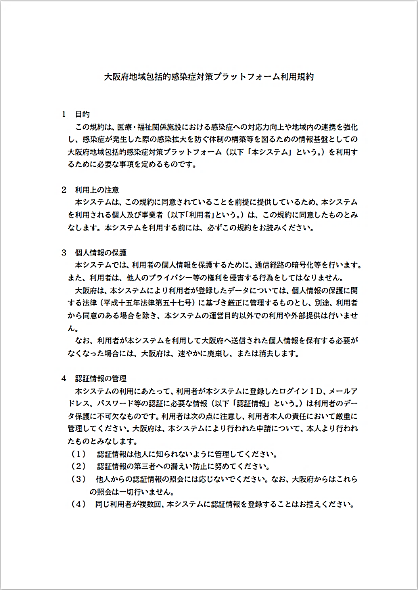 大阪府地域包括的感染症対策プラットフォーム利用規約
1 目的
この規約は、医療・福祉関係施設における感染症への対応力向上や地域内の連携を強化
し、感染症が発生した際の感染拡大を防ぐ体制の構築等を図るための情報基盤としての
大阪府地域包括的感染症対策プラットフォーム（以下「本システム」という。）を利用す
るために必要な事項を定めるものです。
2 利用上の注意
本システムは、この規約に同意されていることを前提に提供しているため、本システム
を利用される個人及び事業者（以下「利用者」という。）は、この規約に同意したものとみ
なします。本システムを利用する前には、必ずこの規約をお読みください。
3 個人情報の保護
本システムでは、利用者の個人情報を保護するために、通信経路の暗号化等を行います。
また、利用者は、他人のプライバシー等の権利を侵害する行為をしてはなりません。
大阪府は、本システムにより利用者が登録したデータについては、個人情報の保護に関
する法律（平成十五年法律第五十七号）に基づき厳正に管理するものとし、別途、利用者
から同意のある場合を除き、本システムの運営目的以外での利用や外部提供は行いませ
ん。
なお、利用者が本システムを利用して大阪府へ送信された個人情報を保有する必要が
なくなった場合には、大阪府は、速やかに廃棄し、または消去します。
4 認証情報の管理
本システムの利用にあたって、利用者が本システムに登録したログインＩＤ、メールア
ドレス、パスワード等の認証に必要な情報（以下「認証情報」という。）は利用者のデー
タ保護に不可欠なものです。利用者は次の点に注意し、利用者本人の責任において厳重に
管理してください。大阪府は、本システムにより行われた申請について、本人より行われ
たものとみなします。
（1） 認証情報は他人に知られないように管理してください。
（2） 認証情報の第三者への漏えい防止に努めてください。
（3） 他人からの認証情報の照会には応じないでください。なお、大阪府からはこれら
の照会は一切行いません。
（4） 同じ利用者が複数回、本システムに認証情報を登録することはお控えください。